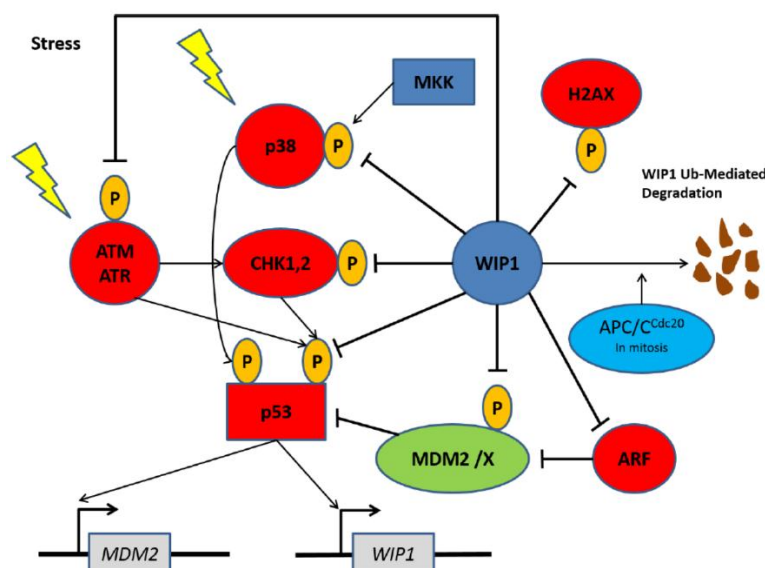 Stress
MKK
H2AX
P
p38
P
WIP1 Ub-Mediated
Degradation
P
ATM
ATR
CHK1,2
P
WIP1
APC/C^Cdc20
In mitosis
P
P
P
p53
MDM2 /X
ARF
MDM2
WIP1